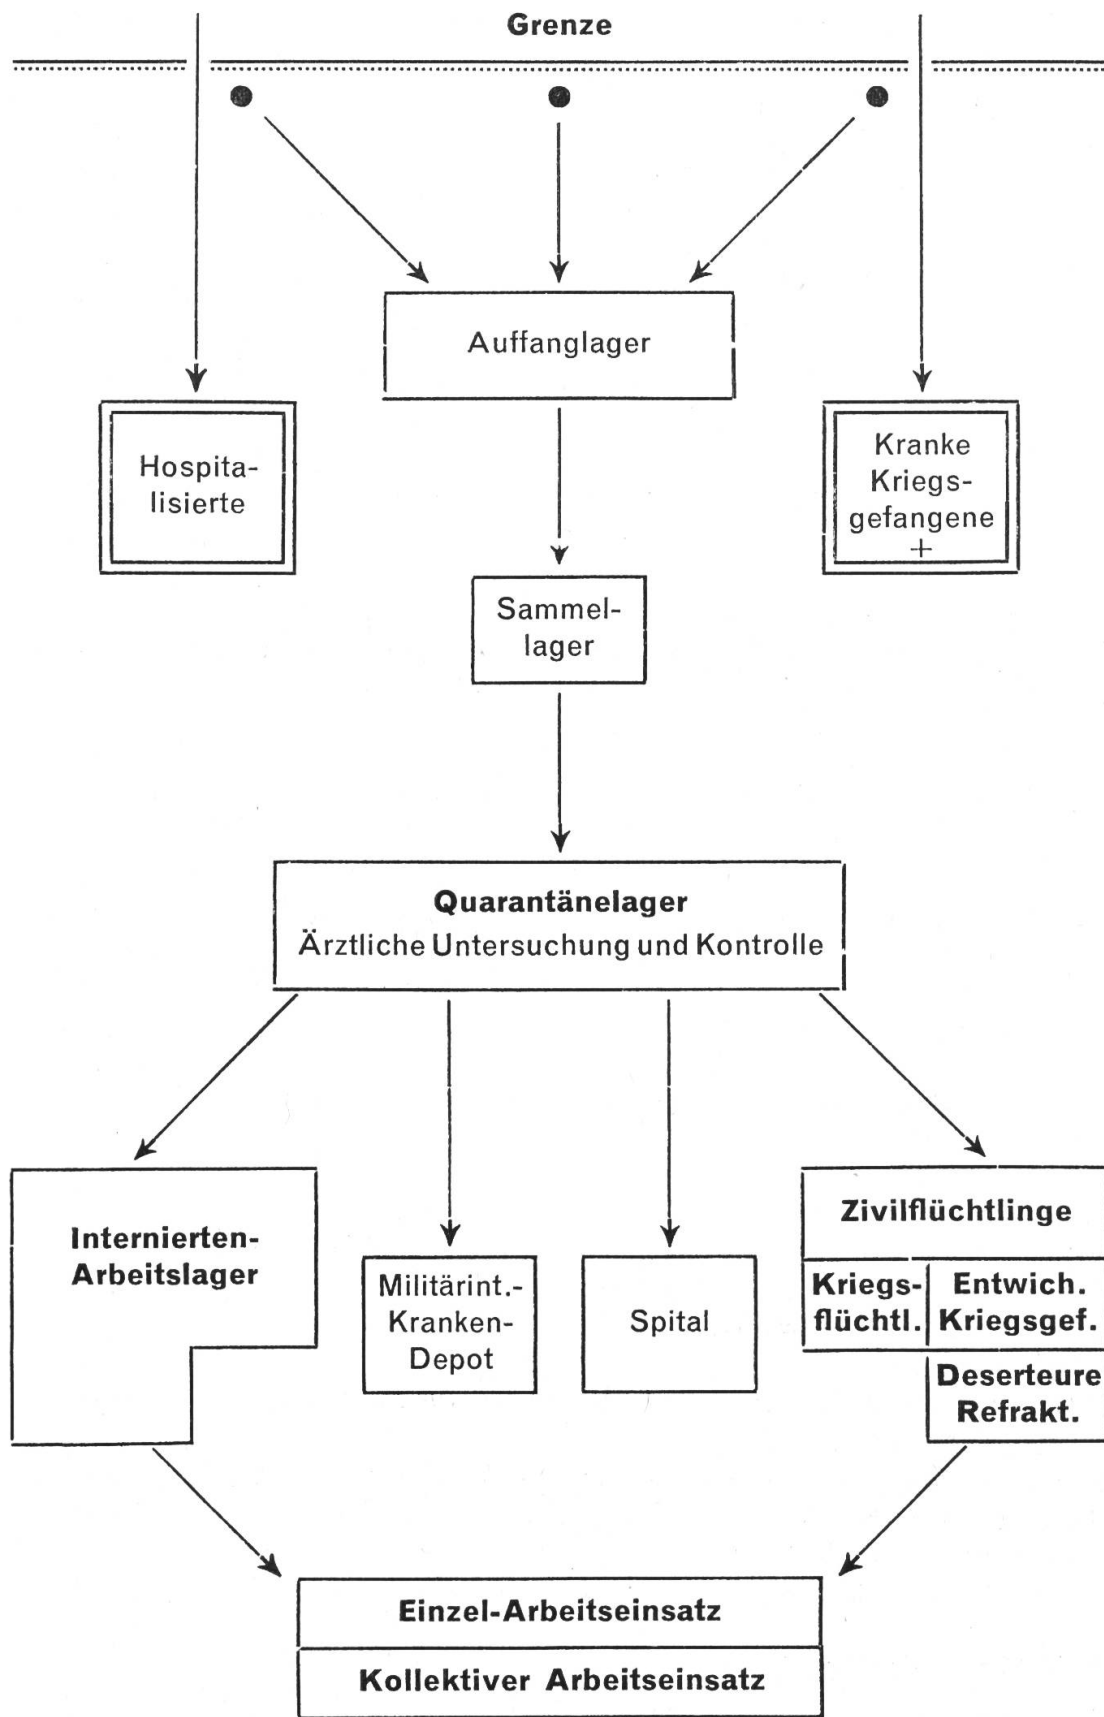 Grenze
Auffanglager
Hospita-
lisierte
Kranke
Kriegs-
gefangene
+
Sammel-
lager
Quarantänelager
Ärztliche Untersuchung und Kontrolle
Internierten-
Arbeitslager
Militärint.-
Kranken-
Depot
Spital
Zivilflüchtlinge
Kriegs-
flüchtl.
Entwich.
Kriegsgef.
Deserteure
Refrakt.
Einzel-Arbeitseinsatz
Kollektiver Arbeitseinsatz